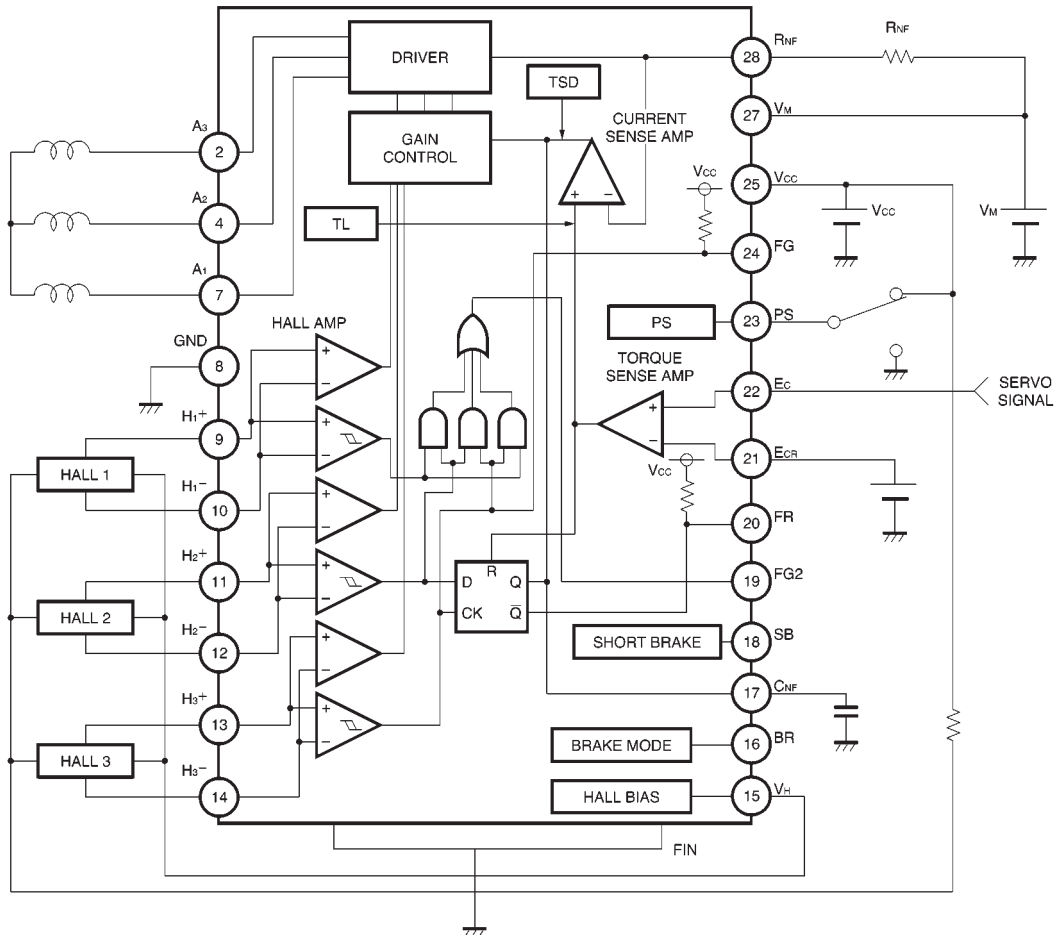 DRIVER
TSD
CURRENT
SENSE AMP
GAIN
CONTROL
TL
VCC
HALL AMP
PS
TORQUE
SENSE AMP
VCC
D
R
Q
CK
Q̅
SHORT BRAKE
BRAKE MODE
HALL BIAS
FIN
A3
2
A2
4
A1
7
GND
8
H1+
9
H1−
10
H2+
11
H2−
12
H3+
13
H3−
14
HALL 1
HALL 2
HALL 3
+
−
+
−
+
−
+
−
+
−
+
−
+
−
+
−
28
RNF
RNF
27
VM
25
VCC
VCC
VM
24
FG
23
PS
22
EC
SERVO
SIGNAL
21
ECR
20
FR
19
FG2
18
SB
17
CNF
16
BR
15
VH